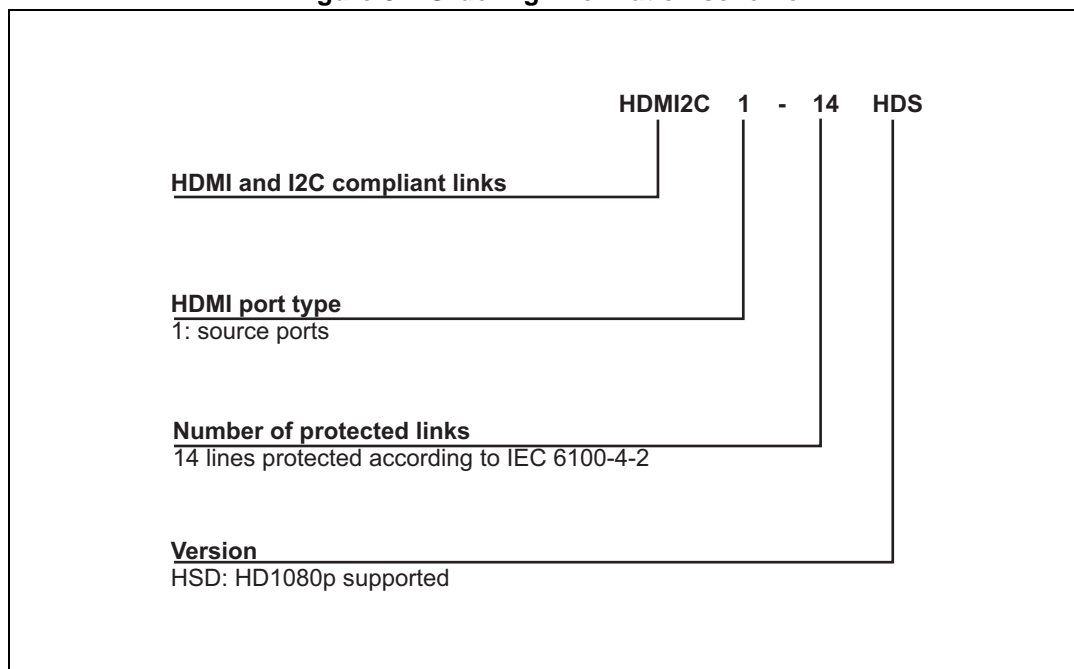 HDMI2C 1 - 14 HDS
HDMI and I2C compliant links
HDMI port type
1: source ports
Number of protected links
14 lines protected according to IEC 6100-4-2
Version
HSD: HD1080p supported